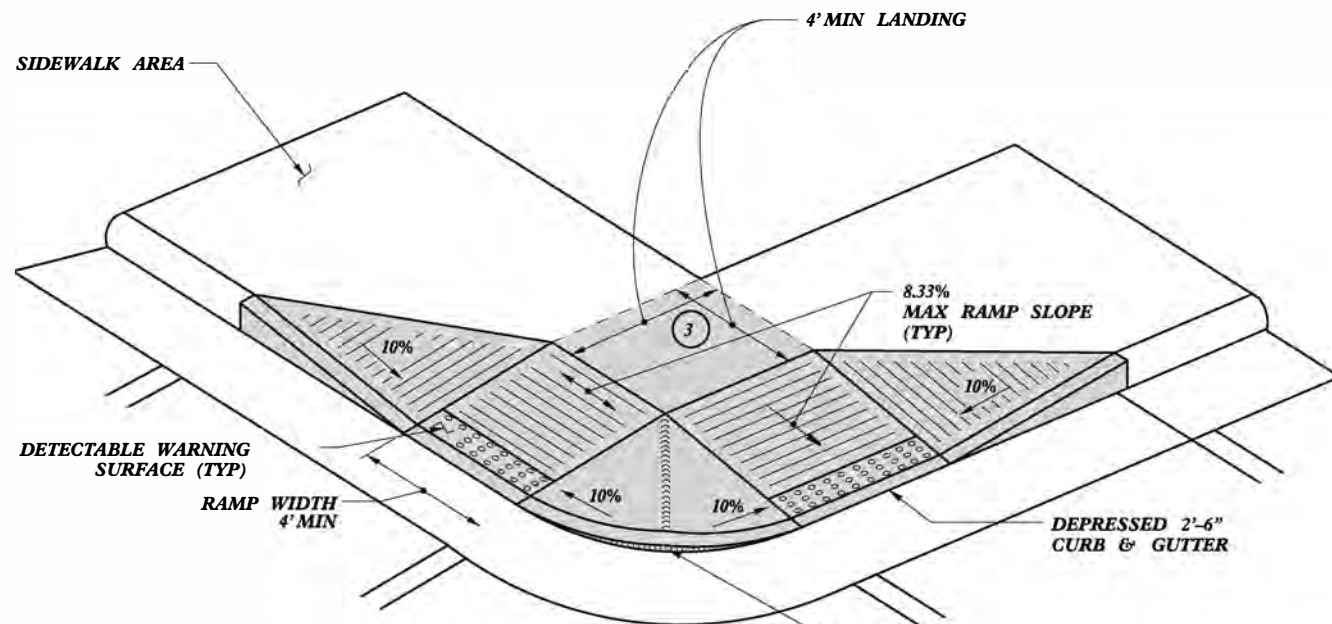 4' MIN LANDING
SIDEWALK AREA
8.33%
MAX RAMP SLOPE
(TYP)
3
10%
10%
DETECTABLE WARNING
SURFACE (TYP)
RAMP WIDTH
4' MIN
10%
10%
DEPRESSED 2'-6"
CURB & GUTTER